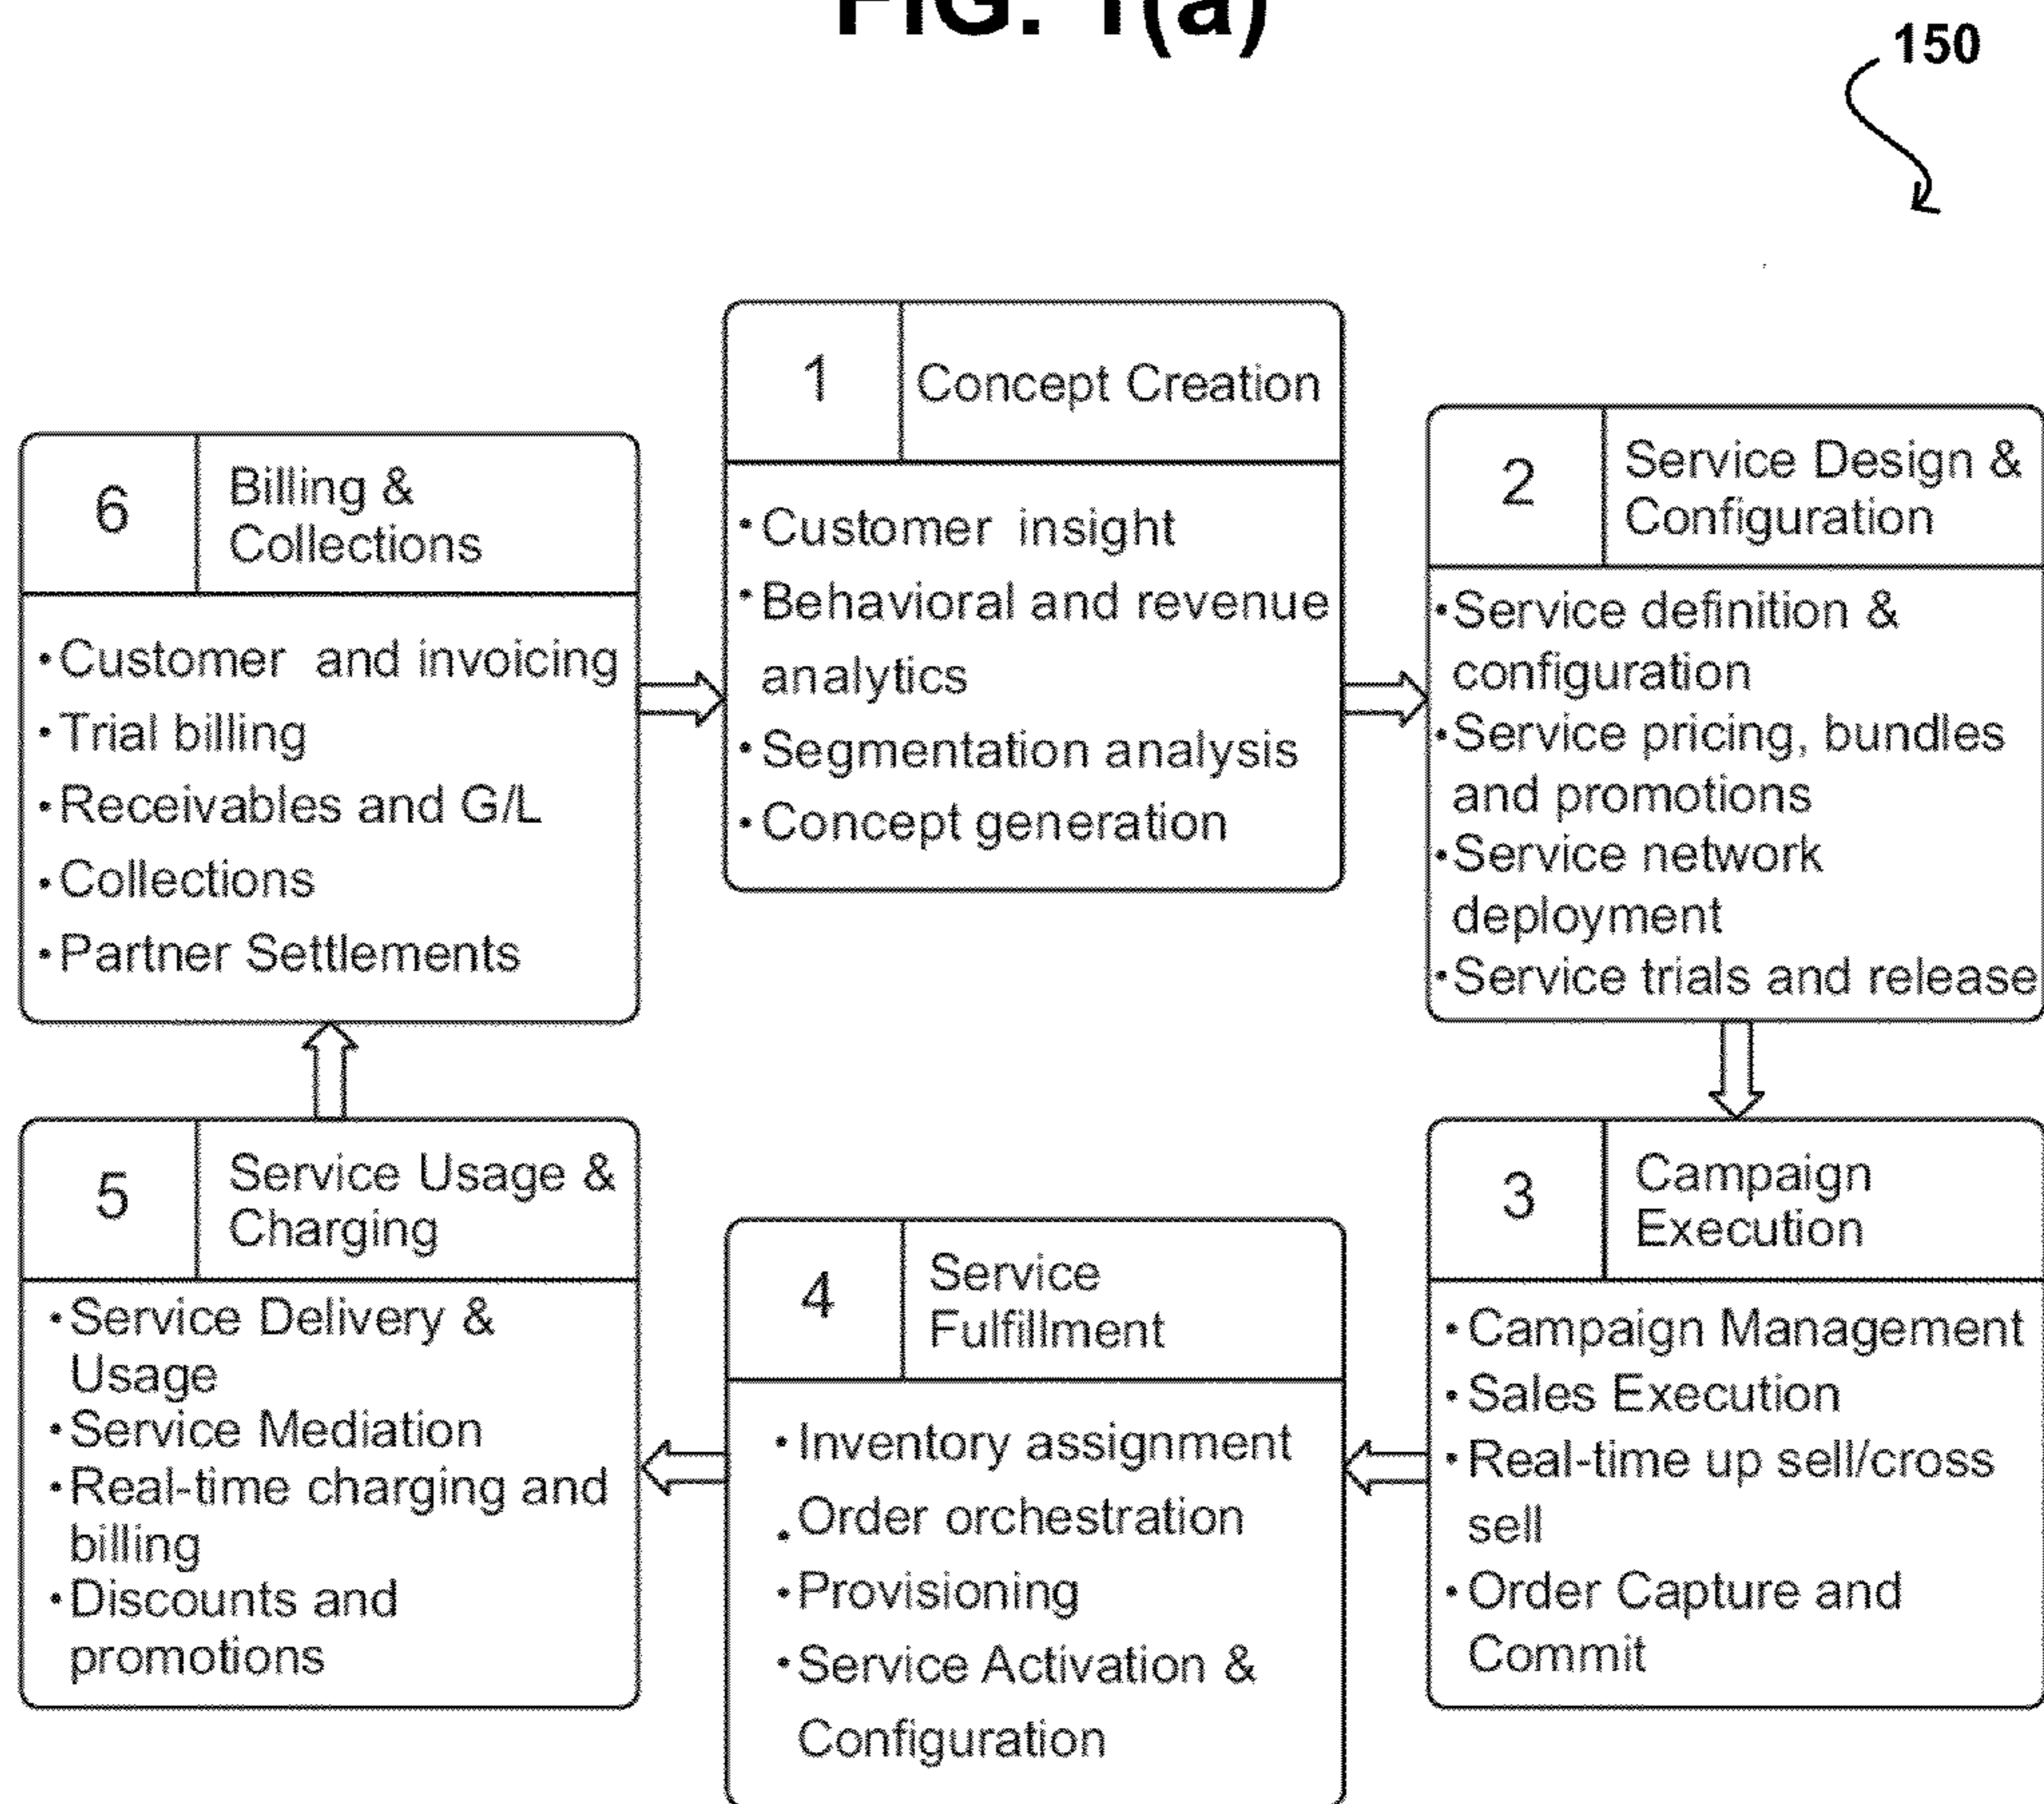 FIG. 1(a)
150
1
Concept Creation
•Customer  insight
•Behavioral and revenue
analytics
•Segmentation analysis
•Concept generation
2
Service Design &
Configuration
•Service definition &
configuration
•Service pricing, bundles
and promotions
•Service network
deployment
•Service trials and release
3
Campaign
Execution
•Campaign Management
•Sales Execution
•Real-time up sell/cross
sell
•Order Capture and
Commit
4
Service
Fulfillment
•Inventory assignment
•Order orchestration
•Provisioning
•Service Activation &
Configuration
5
Service Usage &
Charging
•Service Delivery &
Usage
•Service Mediation
•Real-time charging and
billing
•Discounts and
promotions
6
Billing &
Collections
•Customer  and invoicing
•Trial billing
•Receivables and G/L
•Collections
•Partner Settlements